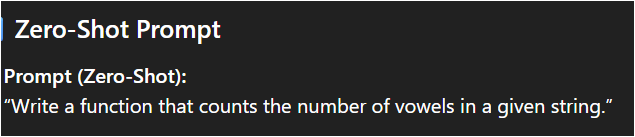 Zero-Shot Prompt
Prompt (Zero-Shot):
“Write a function that counts the number of vowels in a given string.”